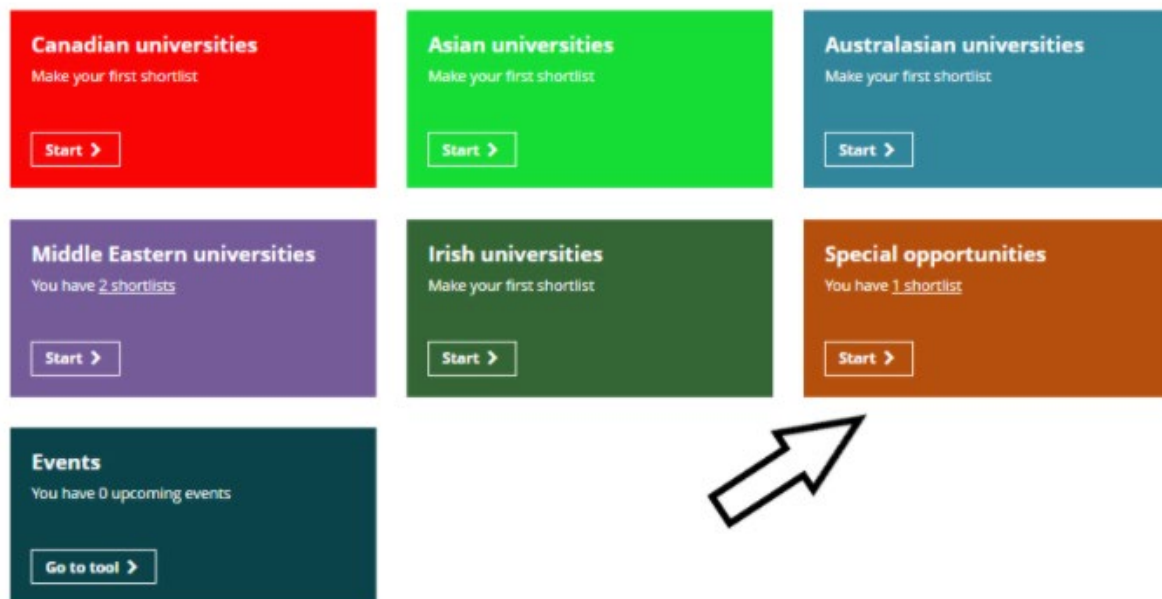 Canadian universities
Make your first shortlist
Start
Asian universities
Make your first shortlist
Start
Australasian universities
Make your first shortlist
Start
Middle Eastern universities
You have 2 shortlists
Start
Irish universities
Make your first shortlist
Start
Special opportunities
You have 1 shortlist
Start
Events
You have 0 upcoming events
Go to tool